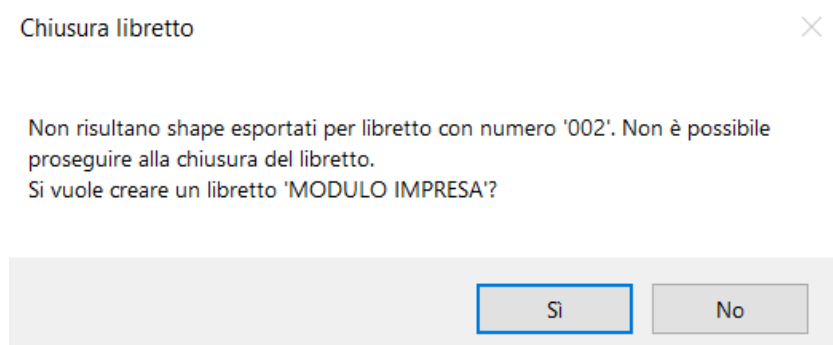 Chiusura libretto
Non risultano shape esportati per libretto con numero '002'. Non è possibile
proseguire alla chiusura del libretto.
Si vuole creare un libretto 'MODULO IMPRESA'?
Sì
No